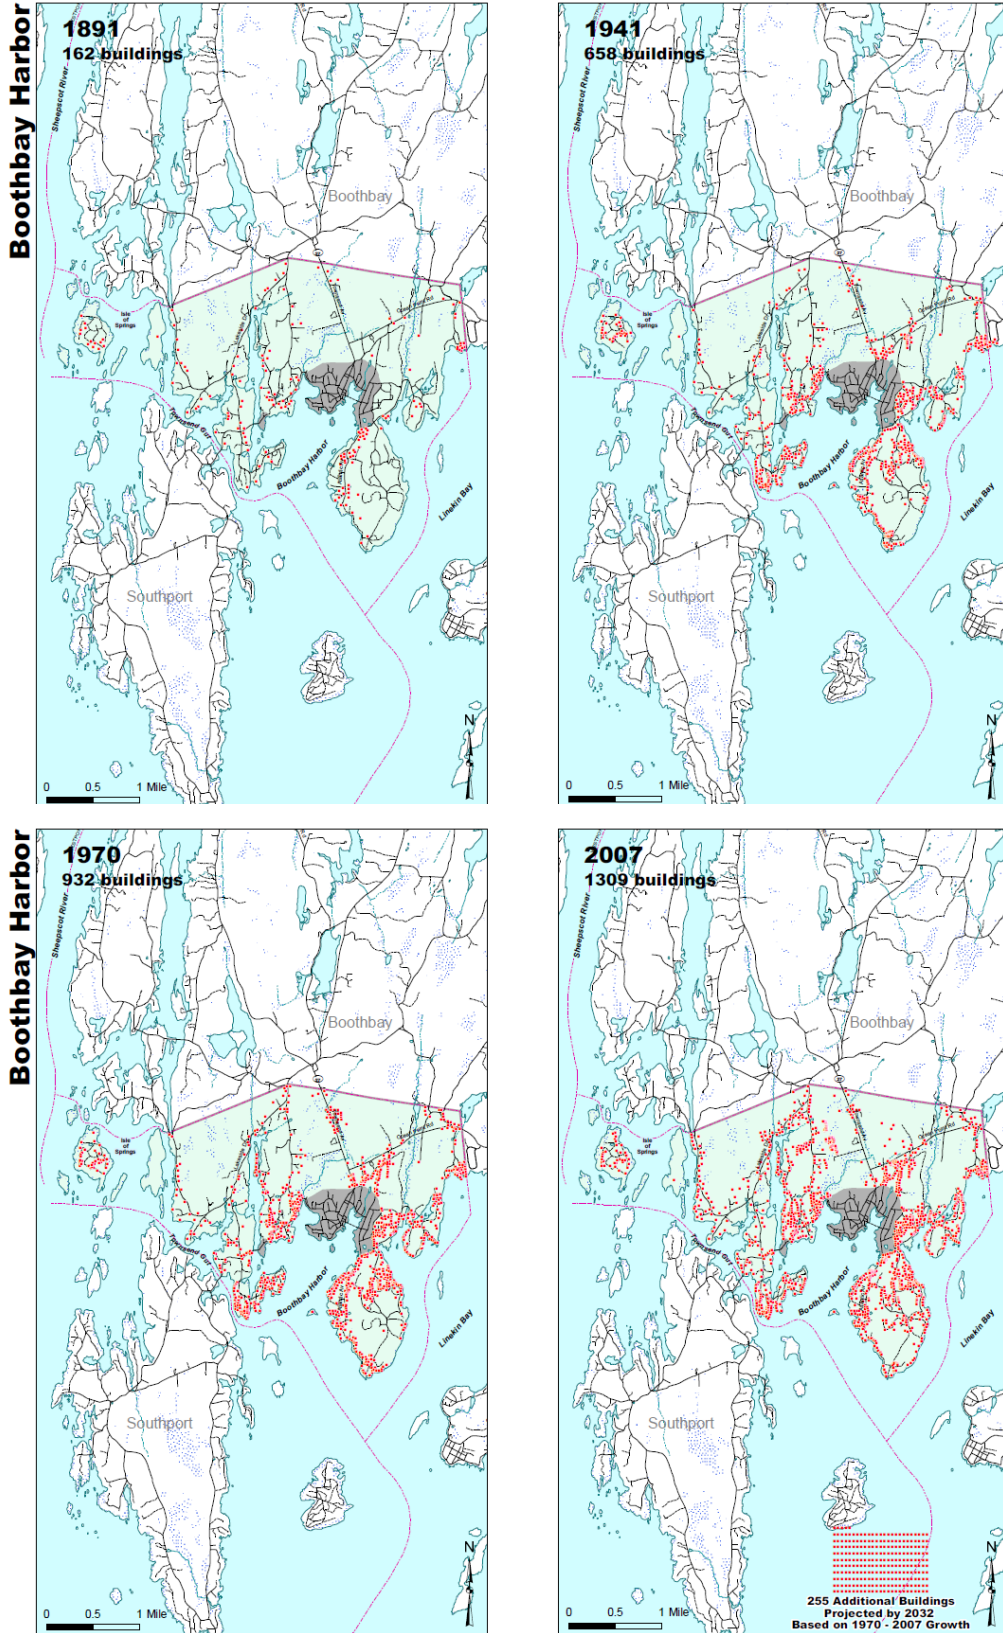 Boothbay Harbor
1891
162 buildings
Sheepscot River
Boothbay
Isle
of
Springs
Townsend Gut
Boothbay Harbor
Linekin Bay
Southport
N
0 0.5 1 Mile
1941
658 buildings
Sheepscot River
Boothbay
Isle
of
Springs
Townsend Gut
Boothbay Harbor
Linekin Bay
Southport
N
0 0.5 1 Mile
Boothbay Harbor
1970
932 buildings
Sheepscot River
Boothbay
Isle
of
Springs
Townsend Gut
Boothbay Harbor
Linekin Bay
Southport
N
0 0.5 1 Mile
2007
1309 buildings
Sheepscot River
Boothbay
Isle
of
Springs
Townsend Gut
Boothbay Harbor
Linekin Bay
Southport
N
0 0.5 1 Mile
255 Additional Buildings
Projected by 2032
Based on 1970 - 2007 Growth